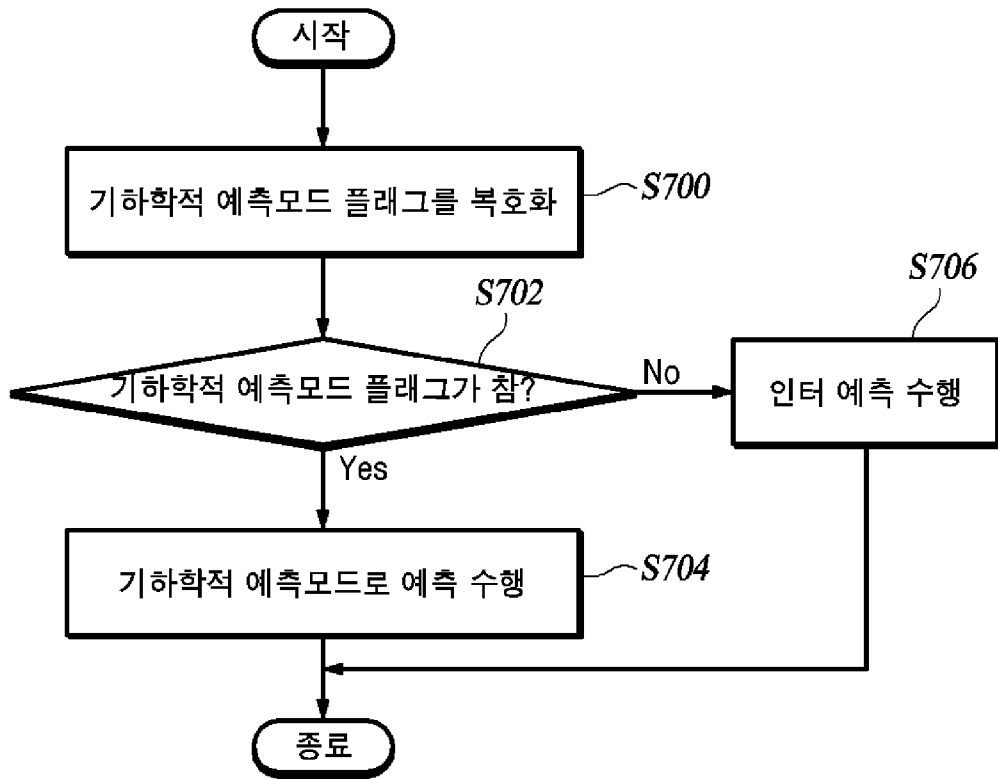 시작
기하학적 예측모드 플래그를 복호화
S700
S702
기하학적 예측모드 플래그가 참?
No
S706
인터 예측 수행
Yes
기하학적 예측모드로 예측 수행
S704
종료